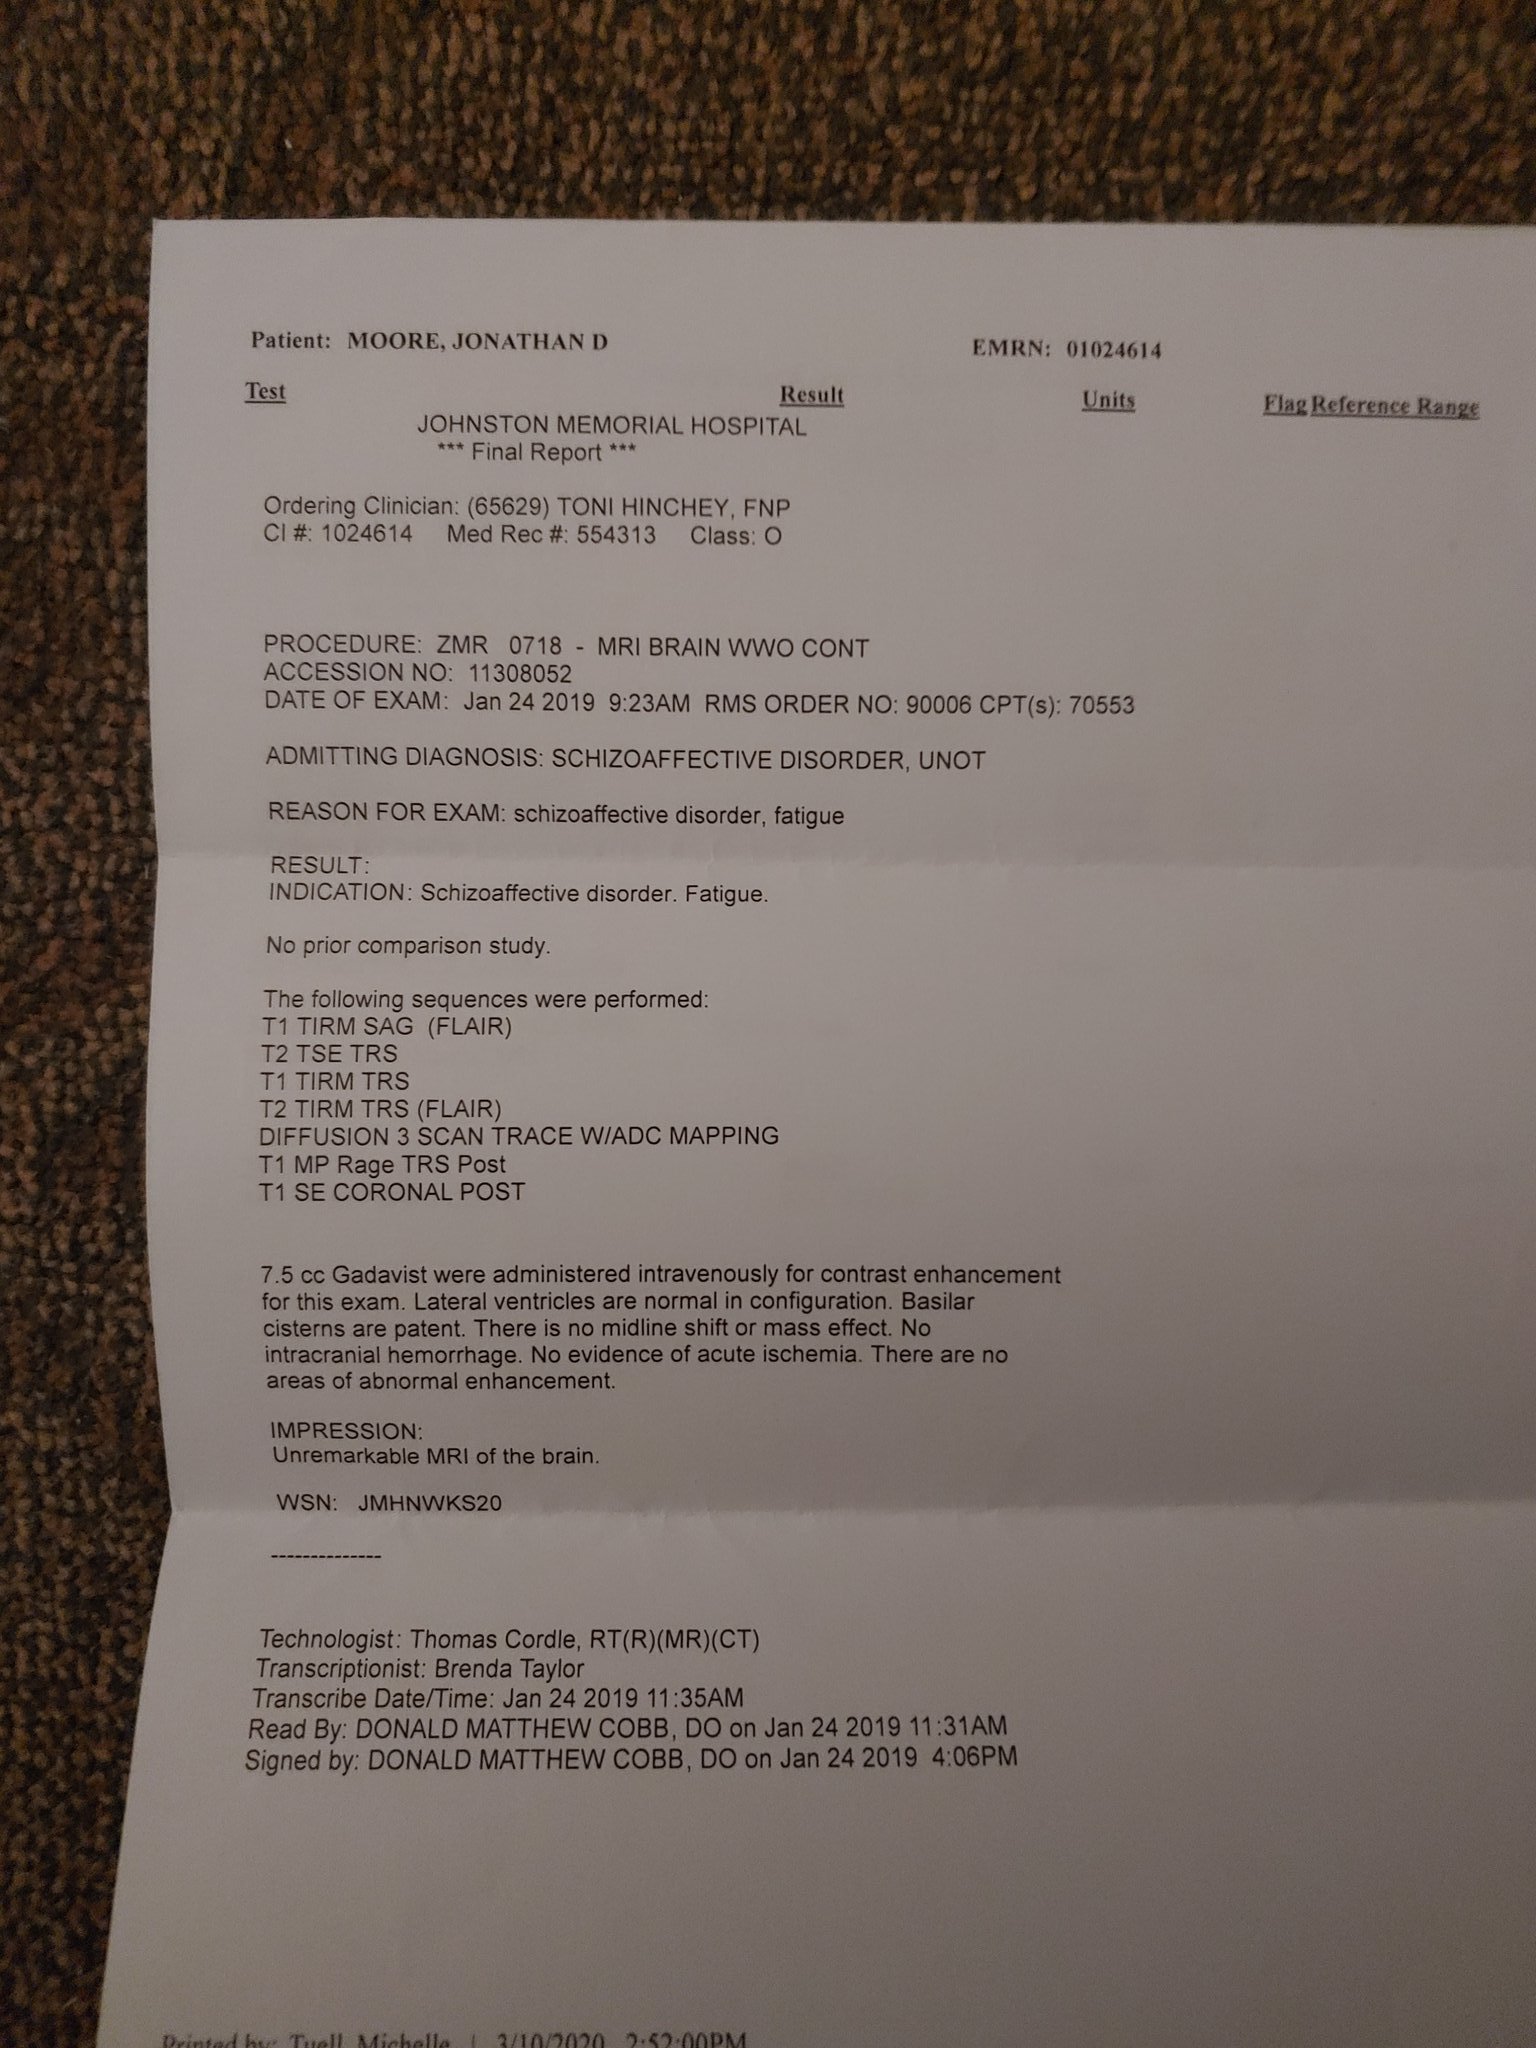 Patient: MOORE, JONATHAN D EMRN: 01024614
Test Result Units Flag Reference Range
JOHNSTON MEMORIAL HOSPITAL
*** Final Report ***
Ordering Clinician: (65629) TONI HINCHEY, FNP
CI #: 1024614 Med Rec #: 554313 Class: O
PROCEDURE: ZMR 0718 - MRI BRAIN WWO CONT
ACCESSION NO: 11308052
DATE OF EXAM: Jan 24 2019 9:23AM RMS ORDER NO: 90006 CPT(s): 70553
ADMITTING DIAGNOSIS: SCHIZOAFFECTIVE DISORDER, UNOT
REASON FOR EXAM: schizoaffective disorder, fatigue
RESULT:
INDICATION: Schizoaffective disorder. Fatigue.
No prior comparison study.
The following sequences were performed:
T1 TIRM SAG (FLAIR)
T2 TSE TRS
T1 TIRM TRS
T2 TIRM TRS (FLAIR)
DIFFUSION 3 SCAN TRACE W/ADC MAPPING
T1 MP Rage TRS Post
T1 SE CORONAL POST
7.5 cc Gadavist were administered intravenously for contrast enhancement
for this exam. Lateral ventricles are normal in configuration. Basilar
cisterns are patent. There is no midline shift or mass effect. No
intracranial hemorrhage. No evidence of acute ischemia. There are no
areas of abnormal enhancement.
IMPRESSION:
Unremarkable MRI of the brain.
WSN: JMHNWKS20
--------------
Technologist: Thomas Cordle, RT(R)(MR)(CT)
Transcriptionist: Brenda Taylor
Transcribe Date/Time: Jan 24 2019 11:35AM
Read By: DONALD MATTHEW COBB, DO on Jan 24 2019 11:31AM
Signed by: DONALD MATTHEW COBB, DO on Jan 24 2019 4:06PM
Printed by: Tuell, Michelle | 3/10/2020 2:52:00PM